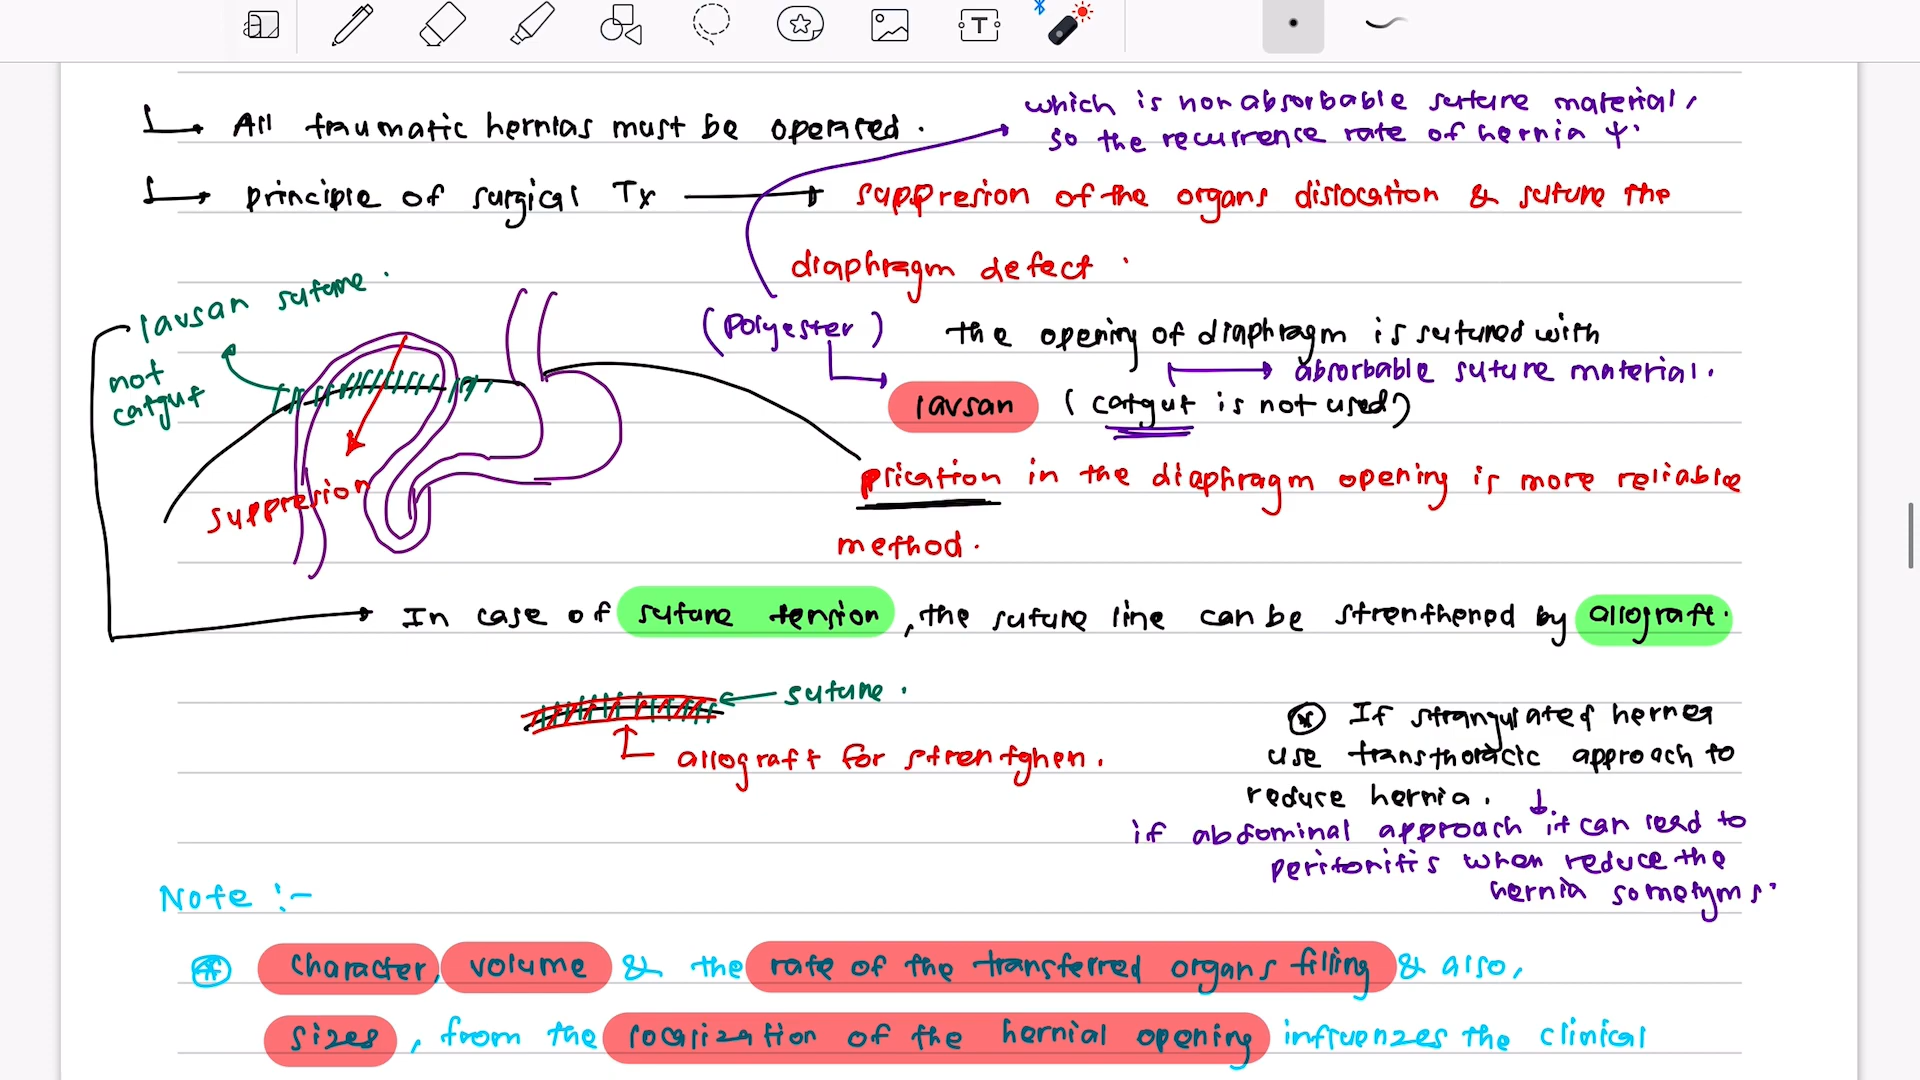 which is non absorbable suture material,
so the recurrence rate of hernia ↓.
↳ All traumatic hernias must be operated.
↳ principle of surgical Tx → suppresion of the organs dislocation & suture the
diaphragm defect.
lavsan suture.
not
catgut
(Polyester) the opening of diaphragm is sutured with
→ absorbable suture material.
lavsan (catgut is not used)
suppresion
plication in the diaphragm opening is more reliable
method.
→ In case of suture tension, the suture line can be strenthened by allograft.
← suture.
allograft for strentghen.
* If strangulated hernea
use transthoracic approach to
reduce hernia. ↓
if abdominal approach it can lead to
peritonitis when reduce the
hernia sometyms.
Note :-
* character, volume & the rate of the transferred organs filling & also,
sizes, from the localization of the hernial opening influenzes the clinical